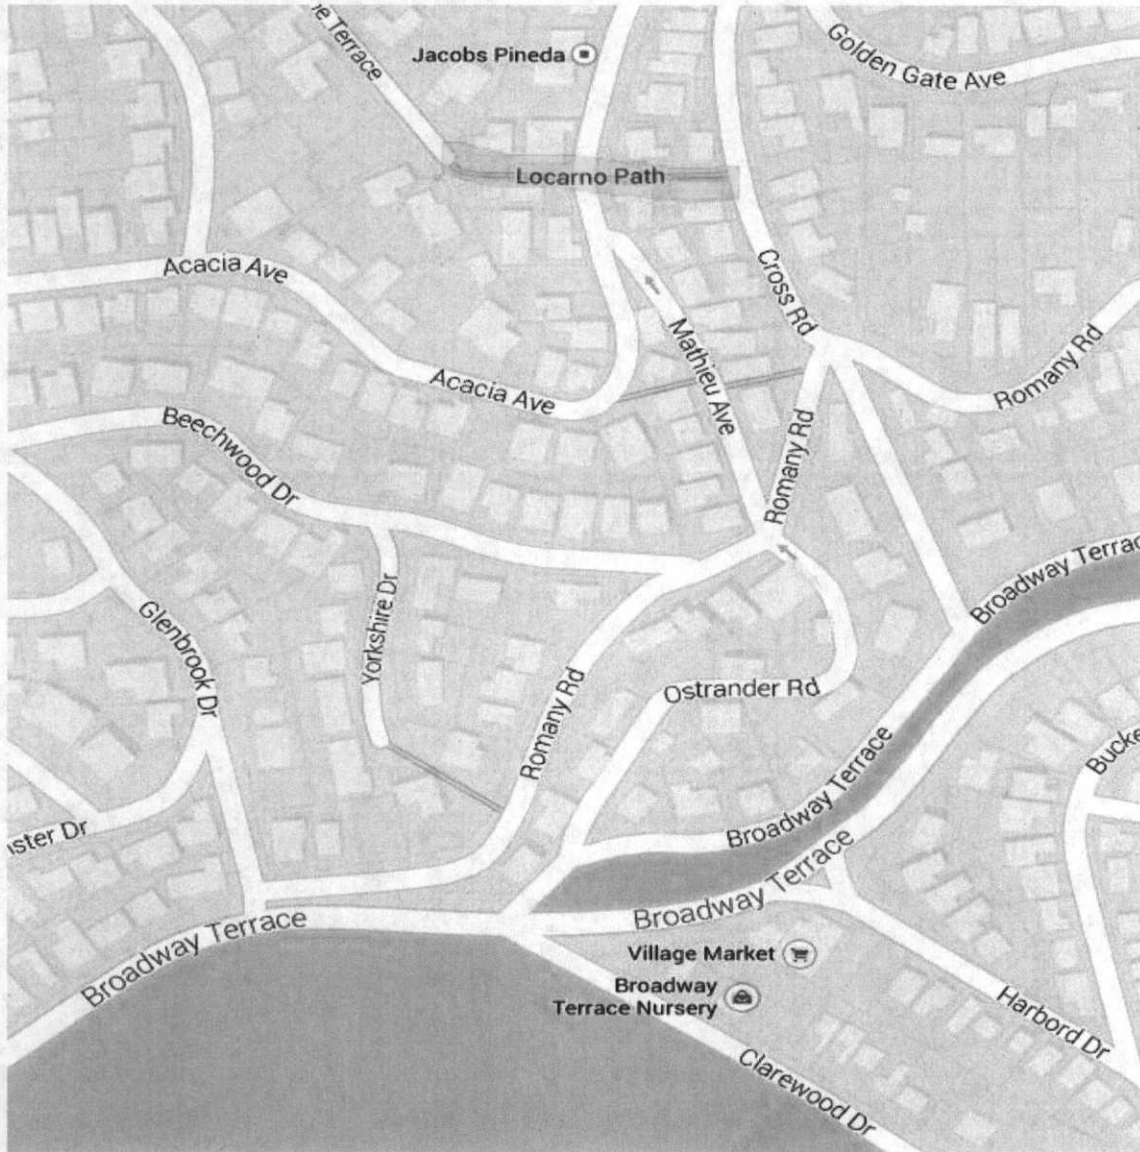 Terrace
Jacobs Pineda
Golden Gate Ave
Locarno Path
Acacia Ave
Cross Rd
Mathieu Ave
Romany Rd
Acacia Ave
Beechwood Dr
Romany Rd
Broadway Terrac
Yorkshire Dr
Glenbrook Dr
Ostrander Rd
Romany Rd
Broadway Terrace
Bucke
ster Dr
Broadway Terrace
Broadway Terrace
Village Market
Broadway
Terrace Nursery
Harbord Dr
Clarewood Dr